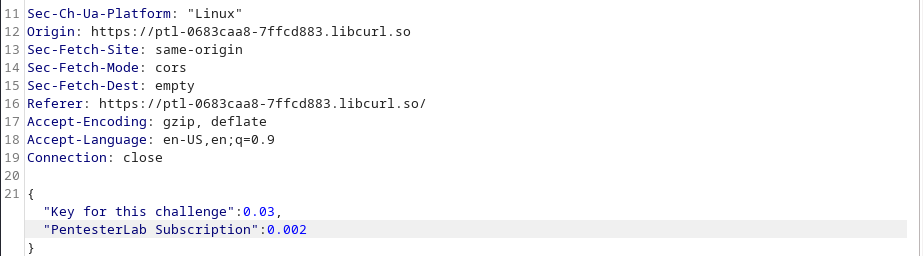 11 Sec-Ch-Ua-Platform: "Linux"
12 Origin: https://ptl-0683caa8-7ffcd883.libcurl.so
13 Sec-Fetch-Site: same-origin
14 Sec-Fetch-Mode: cors
15 Sec-Fetch-Dest: empty
16 Referer: https://ptl-0683caa8-7ffcd883.libcurl.so/
17 Accept-Encoding: gzip, deflate
18 Accept-Language: en-US,en;q=0.9
19 Connection: close
20
21 {
"Key for this challenge":0.03,
"PentesterLab Subscription":0.002
}